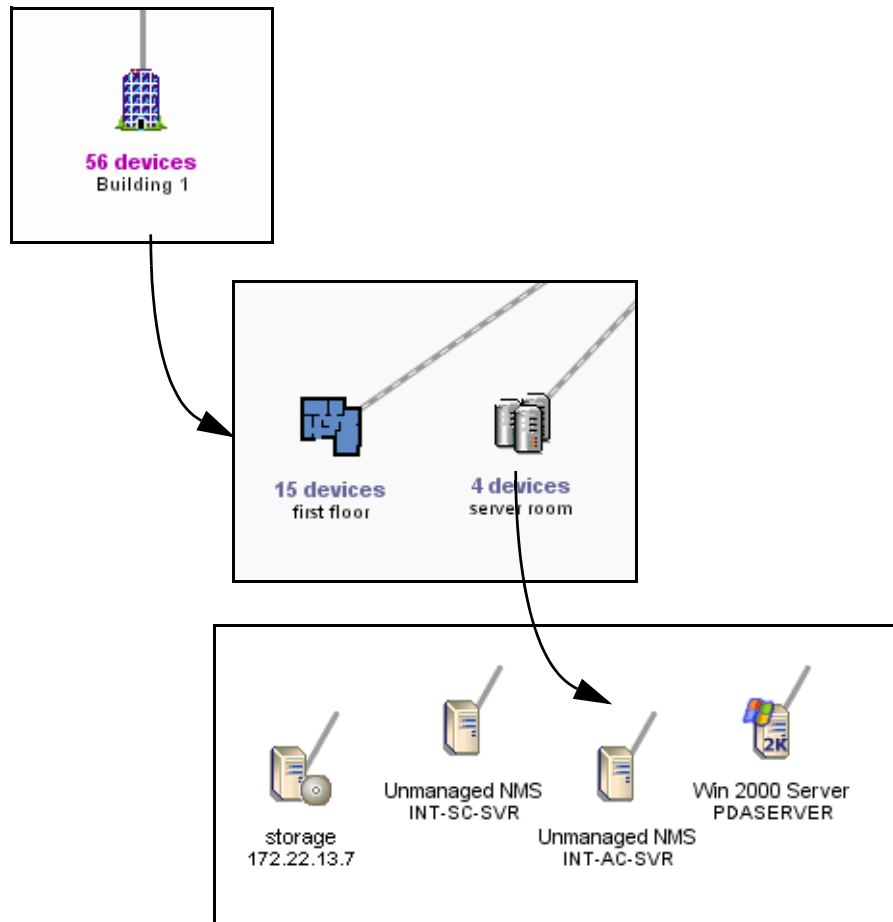 56 devices
Building 1
15 devices
first floor
4 devices
server room
storage
172.22.13.7
Unmanaged NMS
INT-SC-SVR
Unmanaged NMS
INT-AC-SVR
2K
Win 2000 Server
PDASERVER